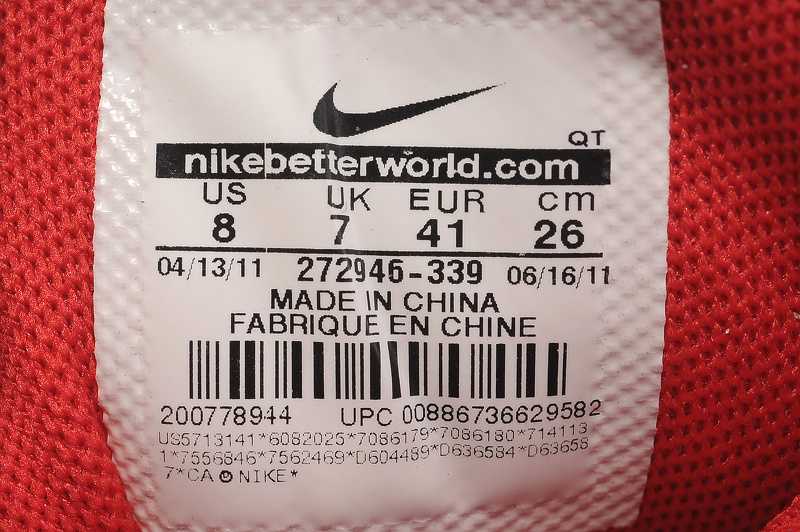 QT
nikebetterworld.com
US UK EUR cm
8 7 41 26
04/13/11 272946-339 06/16/11
MADE IN CHINA
FABRIQUE EN CHINE
200778944 UPC 00886736629582
US5713141*6082025*7086179*7086180*714113
1*7556846*7562469*D604489*D636584*D63658
7*CA NIKE*